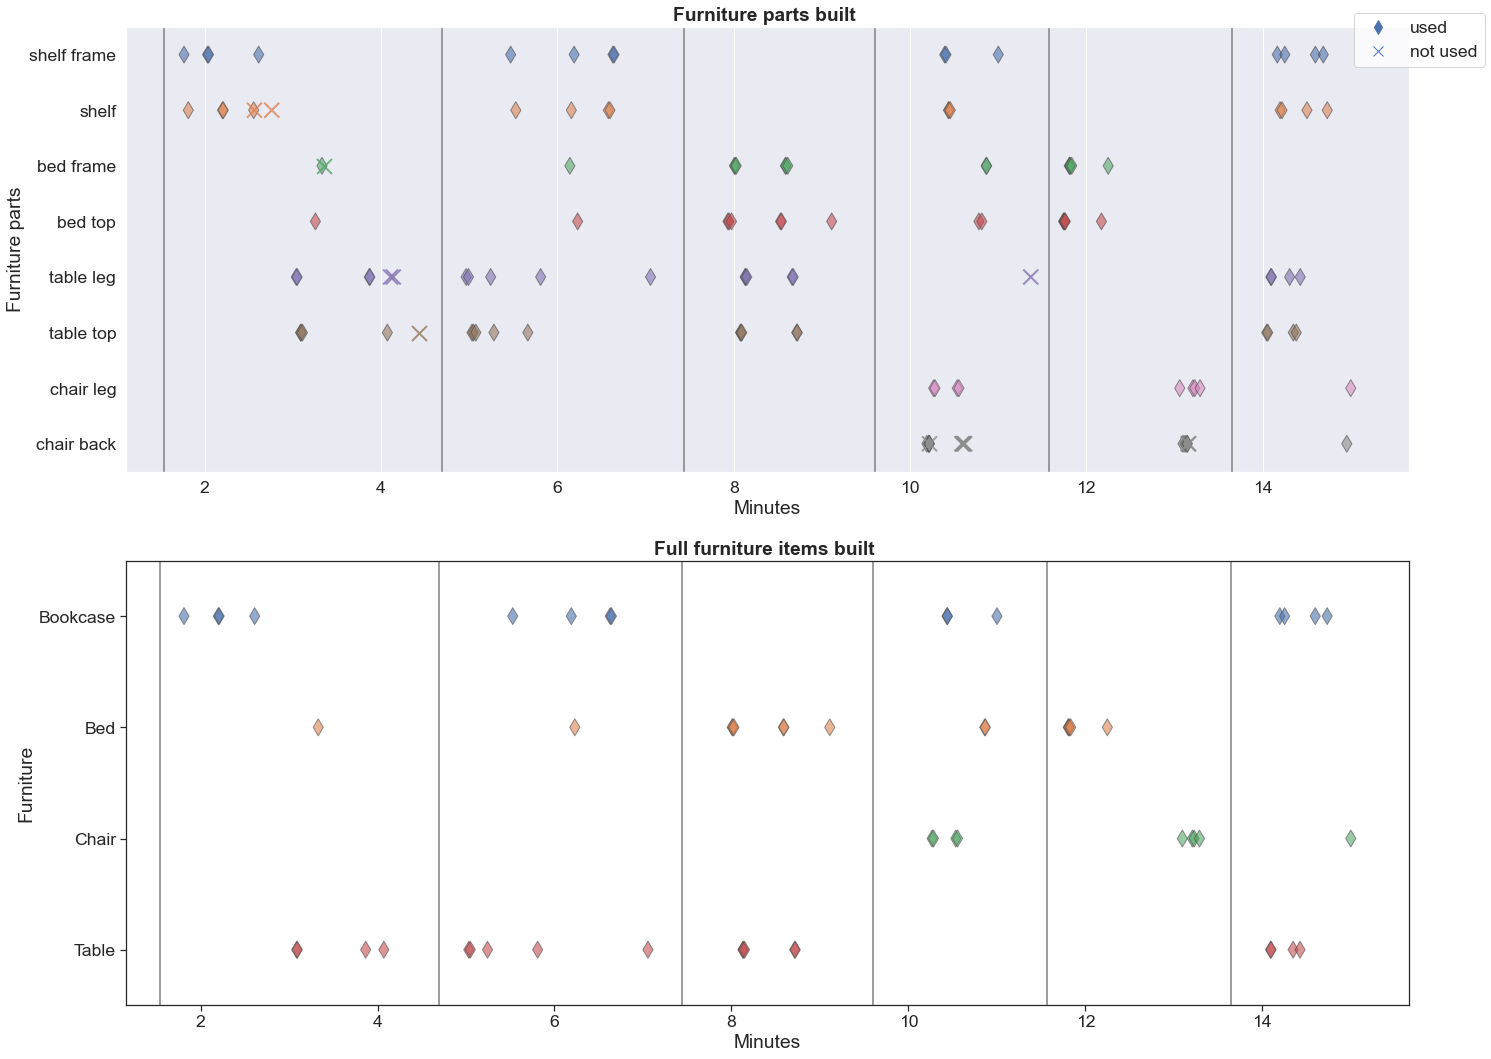 Furniture parts built
used
not used
shelf frame
shelf
bed frame
bed top
table leg
table top
chair leg
chair back
Furniture parts
2 4 6 8 10 12 14
Minutes
Full furniture items built
Bookcase
Bed
Chair
Table
Furniture
2 4 6 8 10 12 14
Minutes